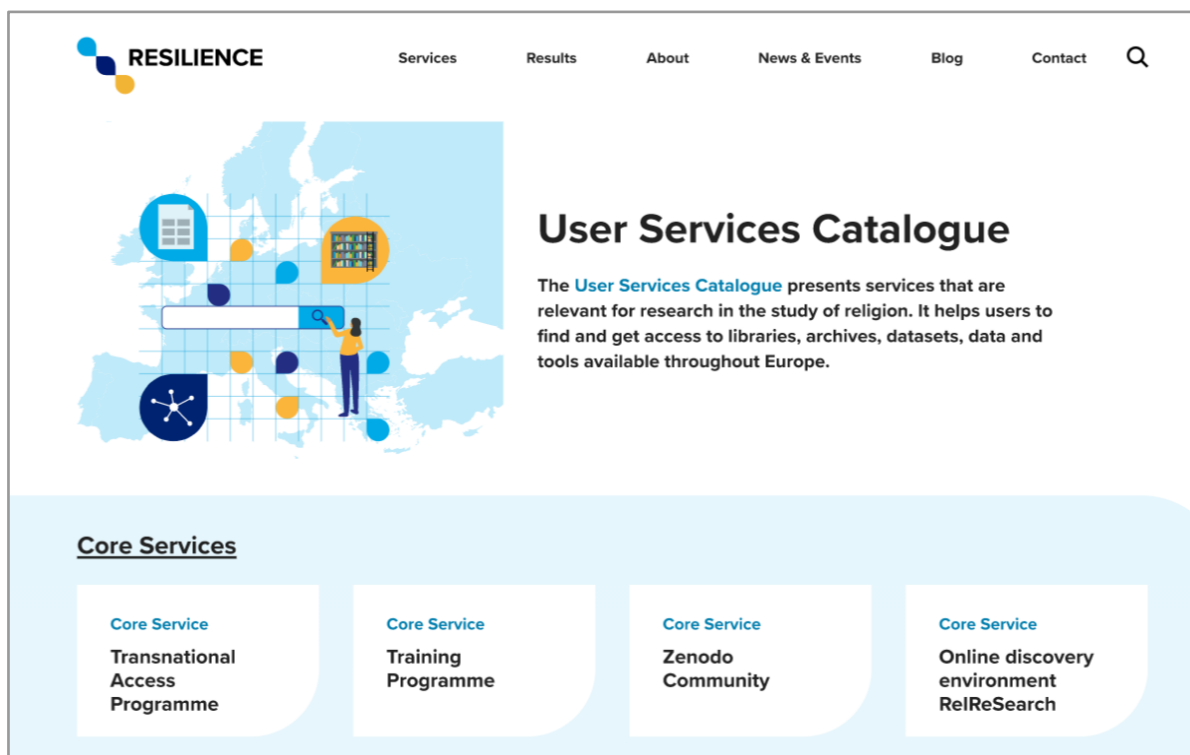 RESILIENCE
Services
Results
About
News & Events
Blog
Contact
User Services Catalogue
The User Services Catalogue presents services that are
relevant for research in the study of religion. It helps users to
find and get access to libraries, archives, datasets, data and
tools available throughout Europe.
Core Services
Core Service
Transnational
Access
Programme
Core Service
Training
Programme
Core Service
Zenodo
Community
Core Service
Online discovery
environment
RelReSearch